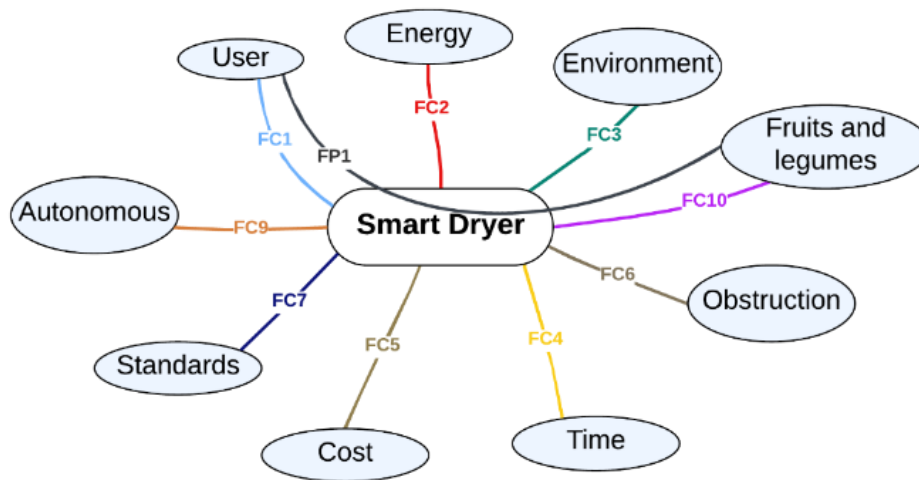 Energy
User
Environment
FC2
FC1
FC3
FP1
Fruits and
legumes
FC10
Autonomous
FC9
Smart Dryer
FC6
FC7
Obstruction
FC5
FC4
Standards
Cost
Time